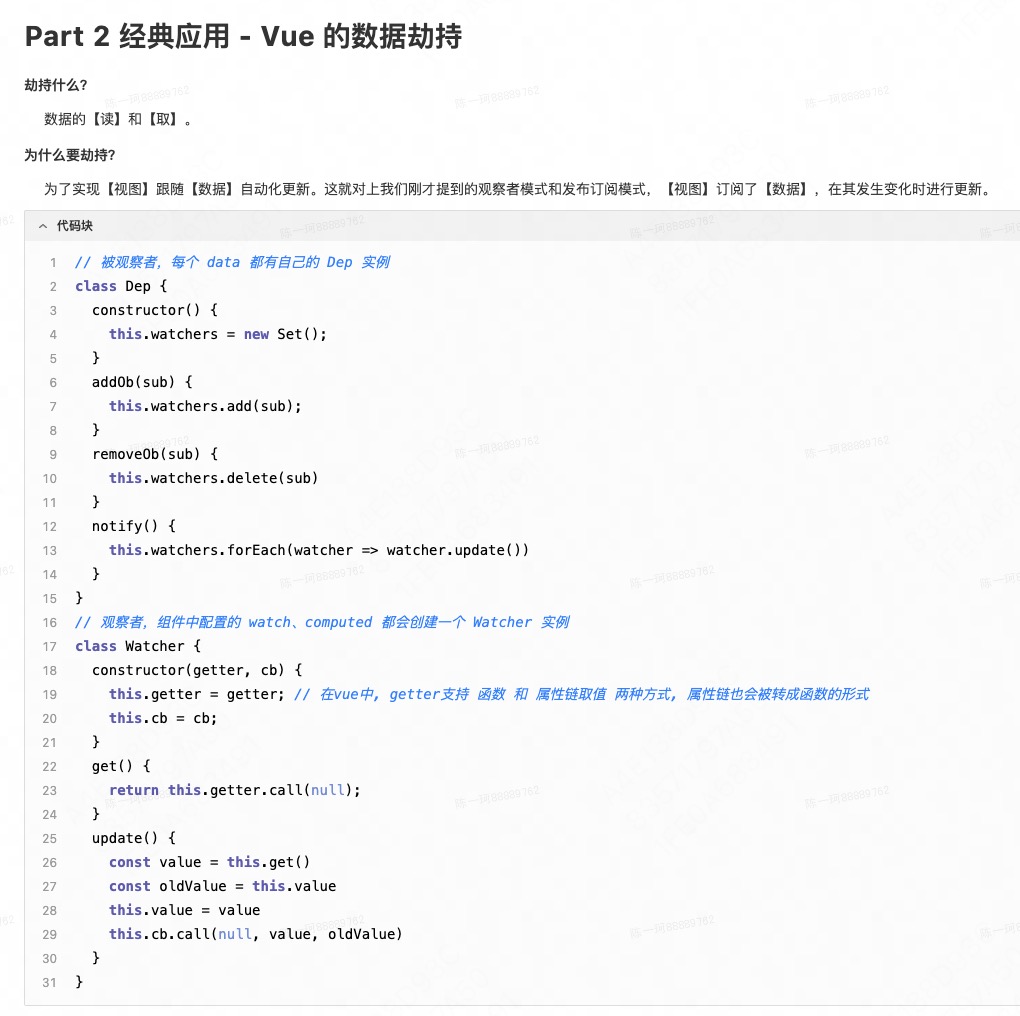 Part 2 经典应用 - Vue 的数据劫持
劫持什么?
数据的【读】和【取】。
为什么要劫持?
为了实现【视图】跟随【数据】自动化更新。这就对上我们刚才提到的观察者模式和发布订阅模式，【视图】订阅了【数据】，在其发生变化时进行更新。
代码块
1 // 被观察者，每个 data 都有自己的 Dep 实例
2 class Dep {
3   constructor() {
4     this.watchers = new Set();
5   }
6   addOb(sub) {
7     this.watchers.add(sub);
8   }
9   removeOb(sub) {
10     this.watchers.delete(sub)
11   }
12   notify() {
13     this.watchers.forEach(watcher => watcher.update())
14   }
15 }
16 // 观察者，组件中配置的 watch、computed 都会创建一个 Watcher 实例
17 class Watcher {
18   constructor(getter, cb) {
19     this.getter = getter; // 在vue中, getter支持 函数 和 属性链取值 两种方式, 属性链也会被转成函数的形式
20     this.cb = cb;
21   }
22   get() {
23     return this.getter.call(null);
24   }
25   update() {
26     const value = this.get()
27     const oldValue = this.value
28     this.value = value
29     this.cb.call(null, value, oldValue)
30   }
31 }